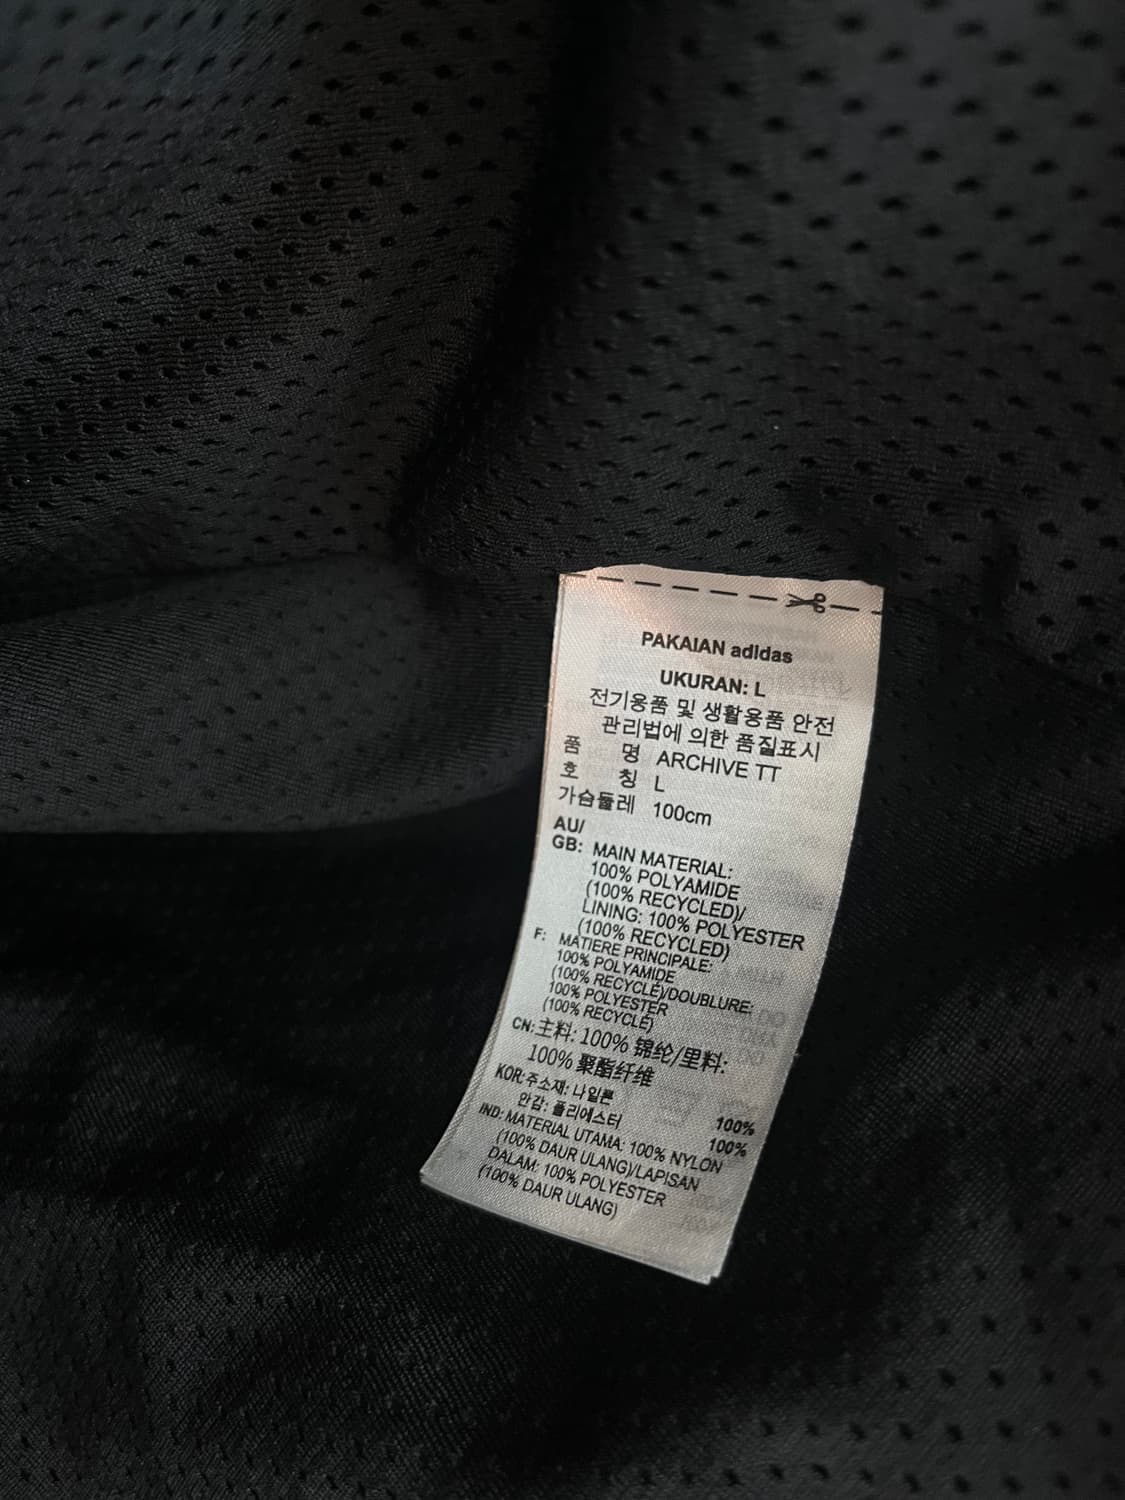 PAKAIAN adidas
UKURAN: L
전기용품 및 생활용품 안전
관리법에 의한 품질표시
품 명 ARCHIVE TT
호 칭 L
가슴둘레 100cm
AU/
GB: MAIN MATERIAL:
100% POLYAMIDE
(100% RECYCLED)/
LINING: 100% POLYESTER
(100% RECYCLED)
F: MATIERE PRINCIPALE:
100% POLYAMIDE
(100% RECYCLÉ)/DOUBLURE:
100% POLYESTER
(100% RECYCLÉ)
CN:主料: 100% 锦纶/里料:
100% 聚酯纤维
KOR:주소재: 나일론 100%
안감: 폴리에스터 100%
IND: MATERIAL UTAMA: 100% NYLON
(100% DAUR ULANG)/LAPISAN
DALAM: 100% POLYESTER
(100% DAUR ULANG)